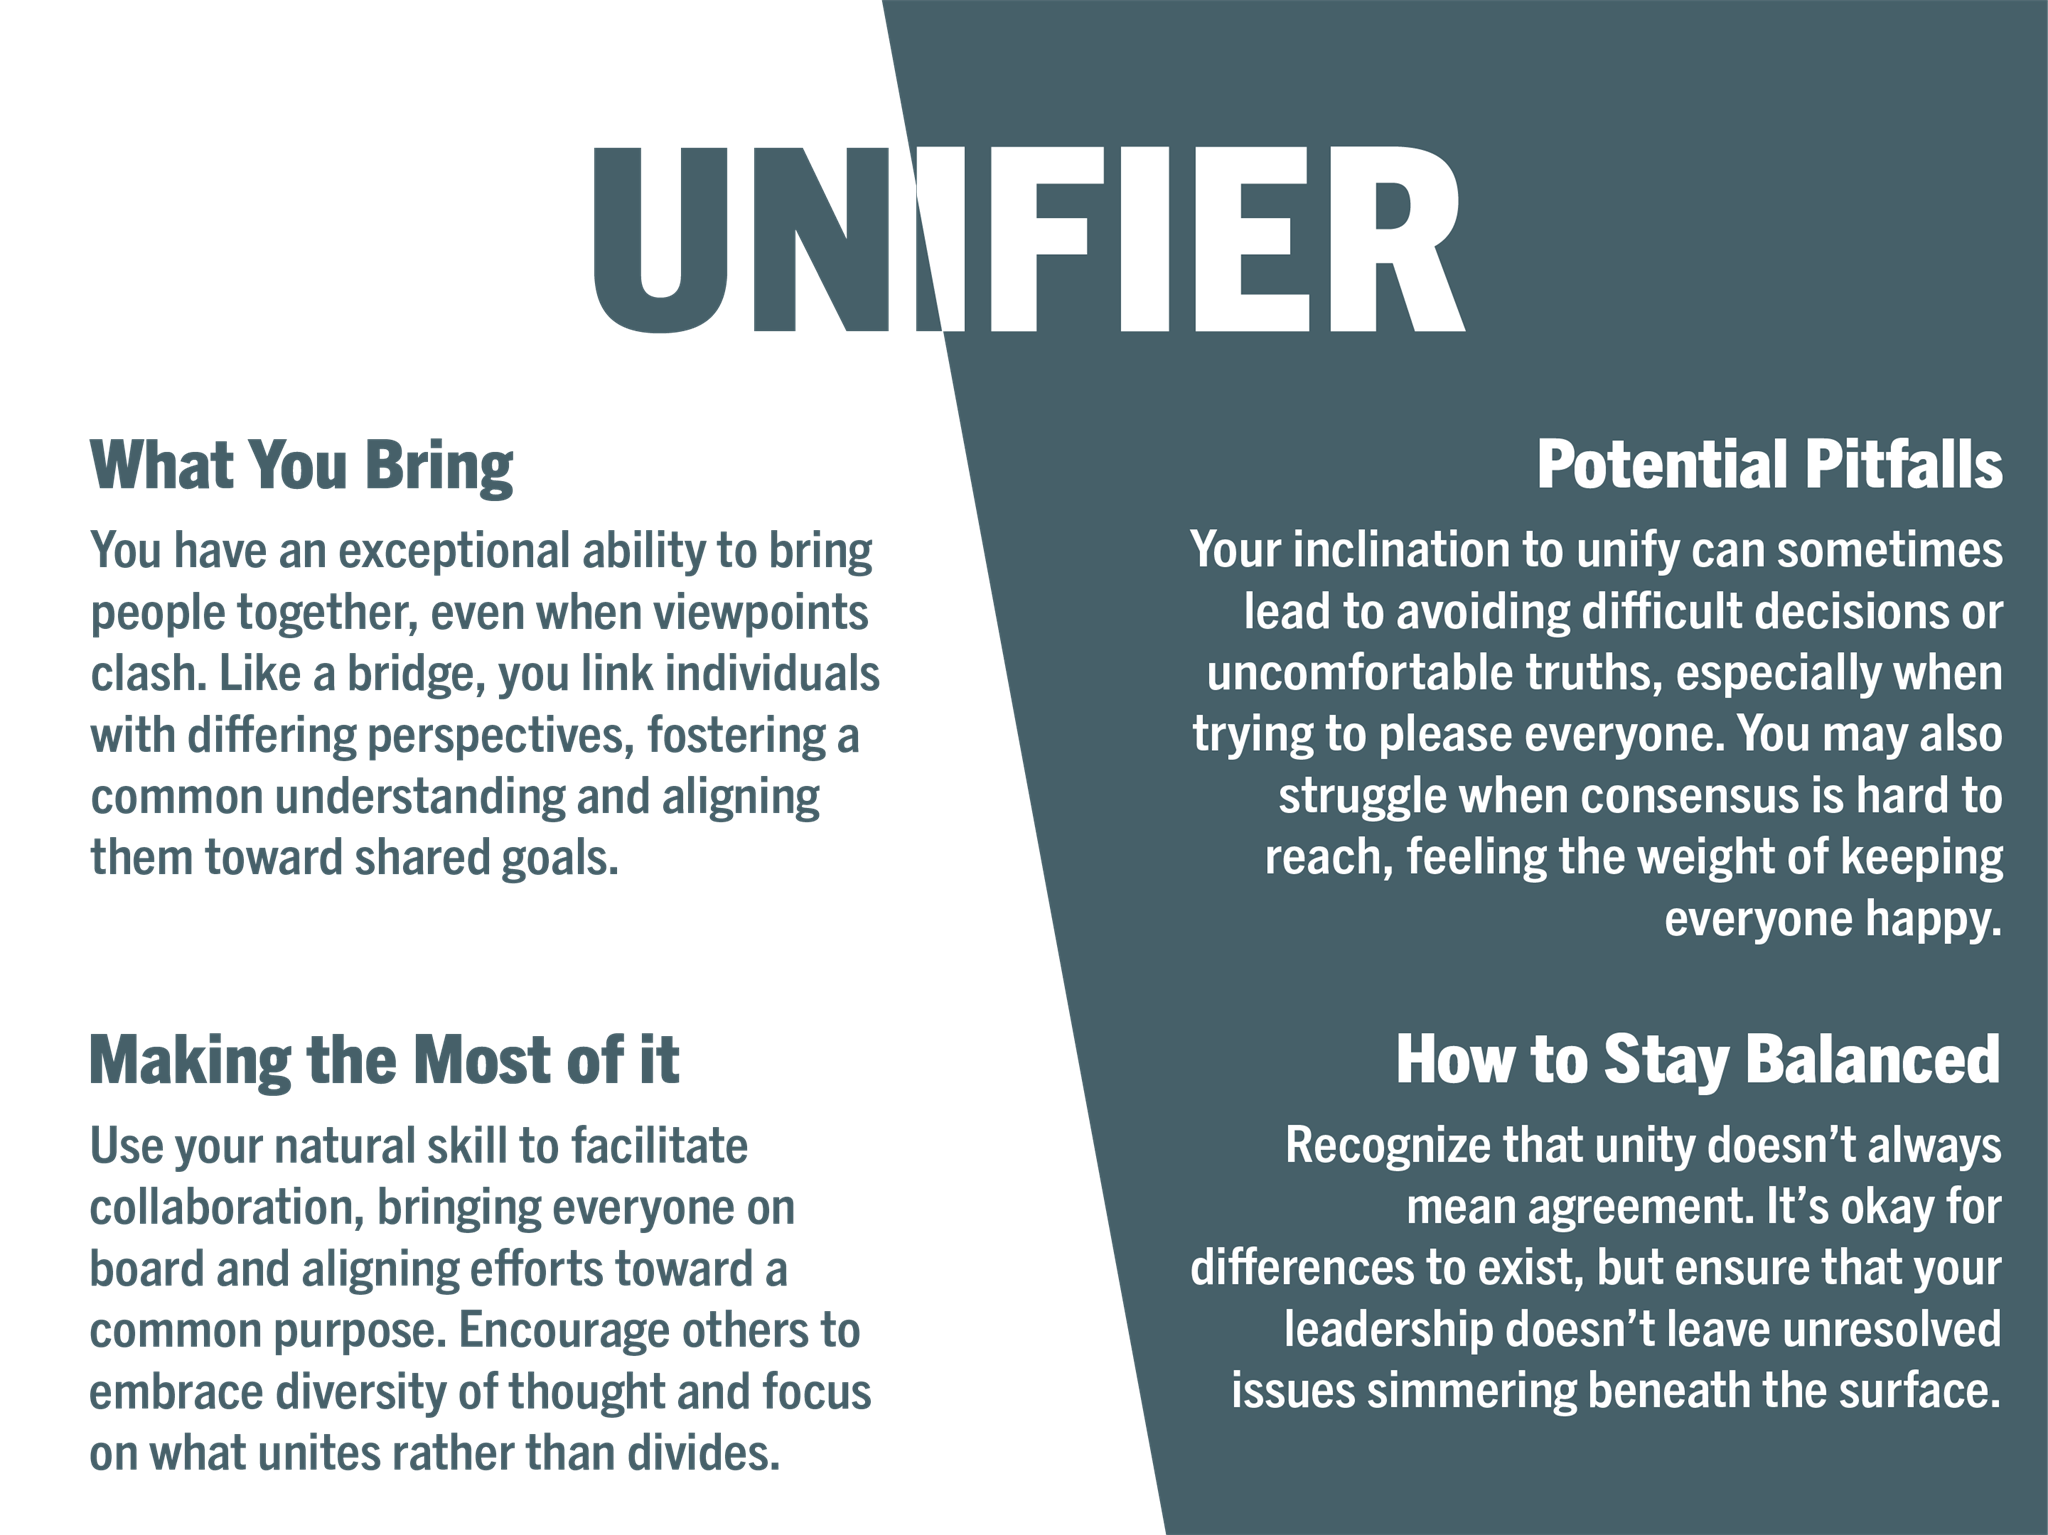 UNIFIER
What You Bring
You have an exceptional ability to bring
people together, even when viewpoints
clash. Like a bridge, you link individuals
with differing perspectives, fostering a
common understanding and aligning
them toward shared goals.
Making the Most of it
Use your natural skill to facilitate
collaboration, bringing everyone on
board and aligning efforts toward a
common purpose. Encourage others to
embrace diversity of thought and focus
on what unites rather than divides.
Potential Pitfalls
Your inclination to unify can sometimes
lead to avoiding difficult decisions or
uncomfortable truths, especially when
trying to please everyone. You may also
struggle when consensus is hard to
reach, feeling the weight of keeping
everyone happy.
How to Stay Balanced
Recognize that unity doesn’t always
mean agreement. It’s okay for
differences to exist, but ensure that your
leadership doesn’t leave unresolved
issues simmering beneath the surface.